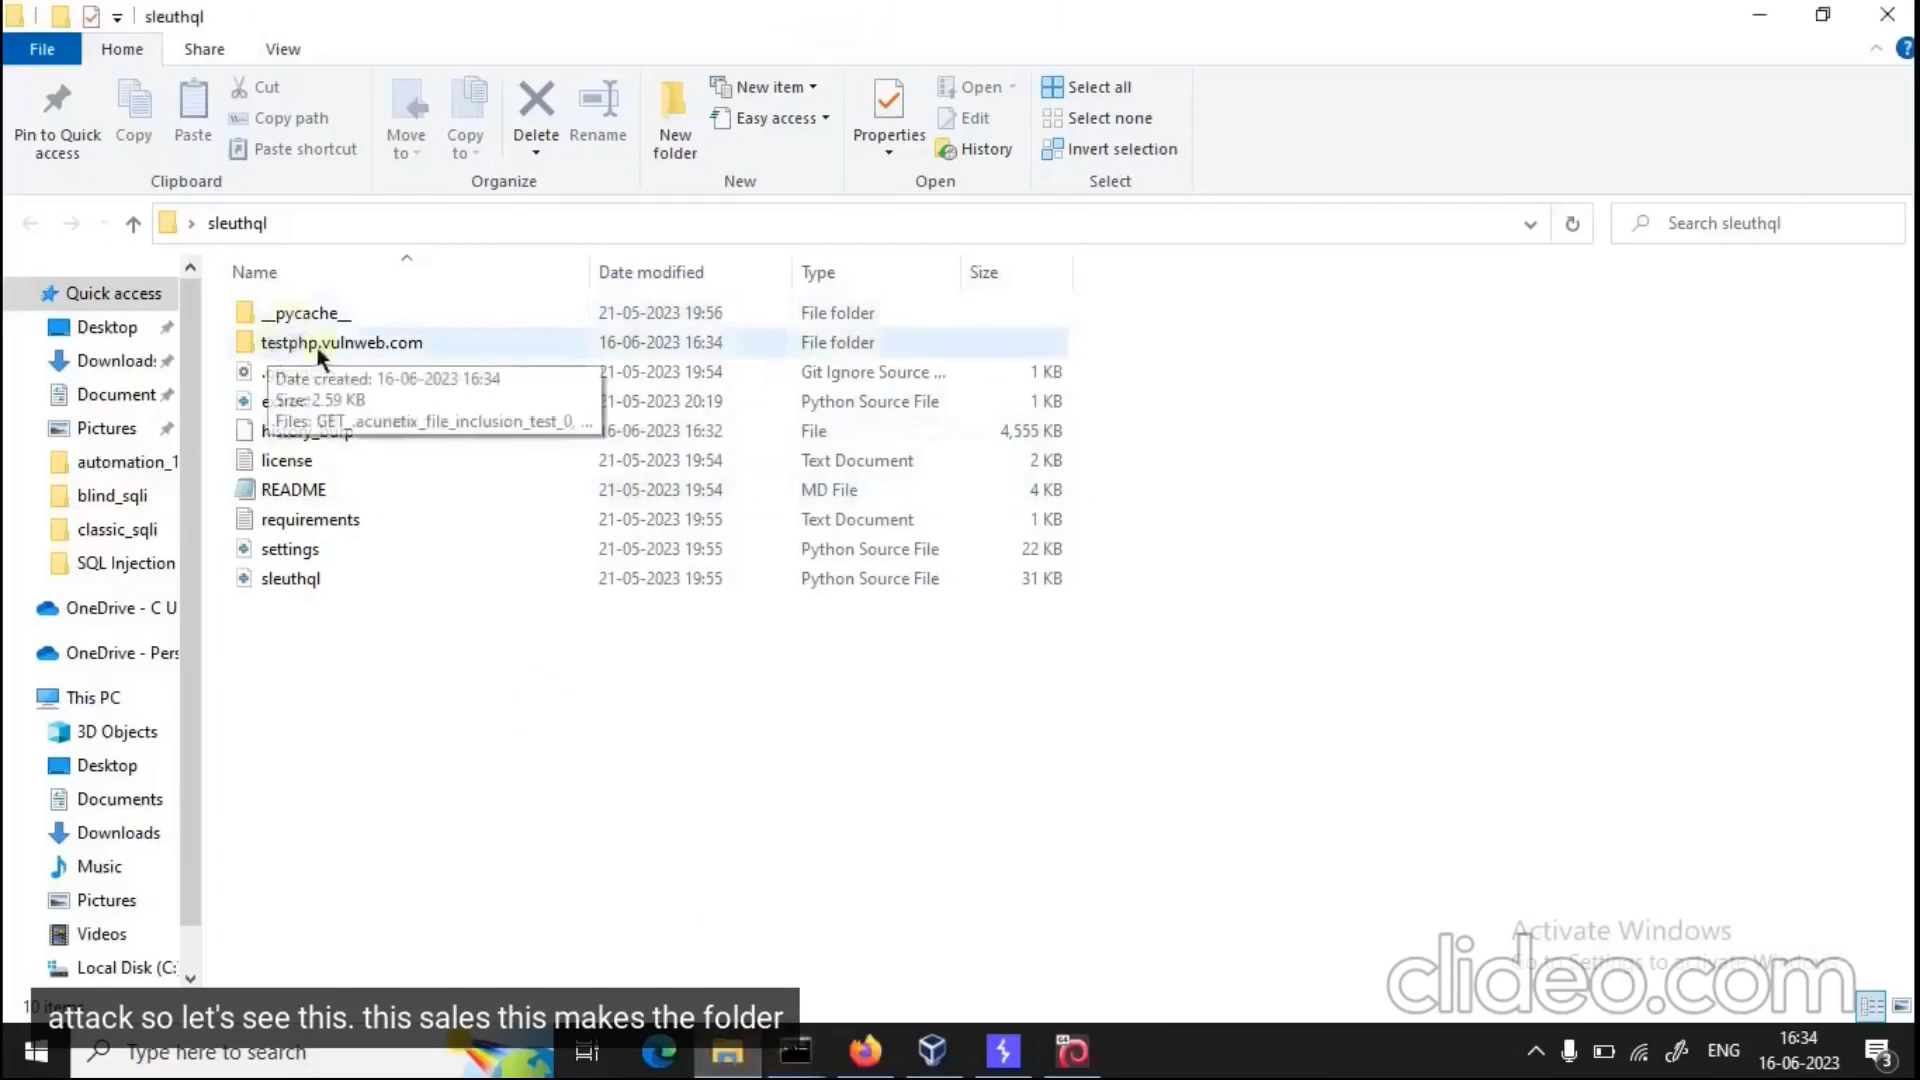 sleuthql
File Home Share View
Pin to Quick access
Copy
Paste
Cut
Copy path
Paste shortcut
Clipboard
Move to
Copy to
Delete
Rename
Organize
New folder
New item
Easy access
New
Properties
Open
Edit
History
Open
Select all
Select none
Invert selection
Select
sleuthql
Search sleuthql
Name Date modified Type Size
__pycache__ 21-05-2023 19:56 File folder
testphp.vulnweb.com 16-06-2023 16:34 File folder
21-05-2023 19:54 Git Ignore Source ... 1 KB
21-05-2023 20:19 Python Source File 1 KB
history_burp 16-06-2023 16:32 File 4,555 KB
license 21-05-2023 19:54 Text Document 2 KB
README 21-05-2023 19:54 MD File 4 KB
requirements 21-05-2023 19:55 Text Document 1 KB
settings 21-05-2023 19:55 Python Source File 22 KB
sleuthql 21-05-2023 19:55 Python Source File 31 KB
Date created: 16-06-2023 16:34
Size: 2.59 KB
Files: GET_.acunetix_file_inclusion_test_0, ...
Quick access
Desktop
Download:
Document
Pictures
automation_1
blind_sqli
classic_sqli
SQL Injection
OneDrive - C U
OneDrive - Pers
This PC
3D Objects
Desktop
Documents
Downloads
Music
Pictures
Videos
Local Disk (C:
Activate Windows
Go to Settings to activate Windows.
clideo.com
10 items
attack so let's see this. this sales this makes the folder
Type here to search
ENG
16:34
16-06-2023
3